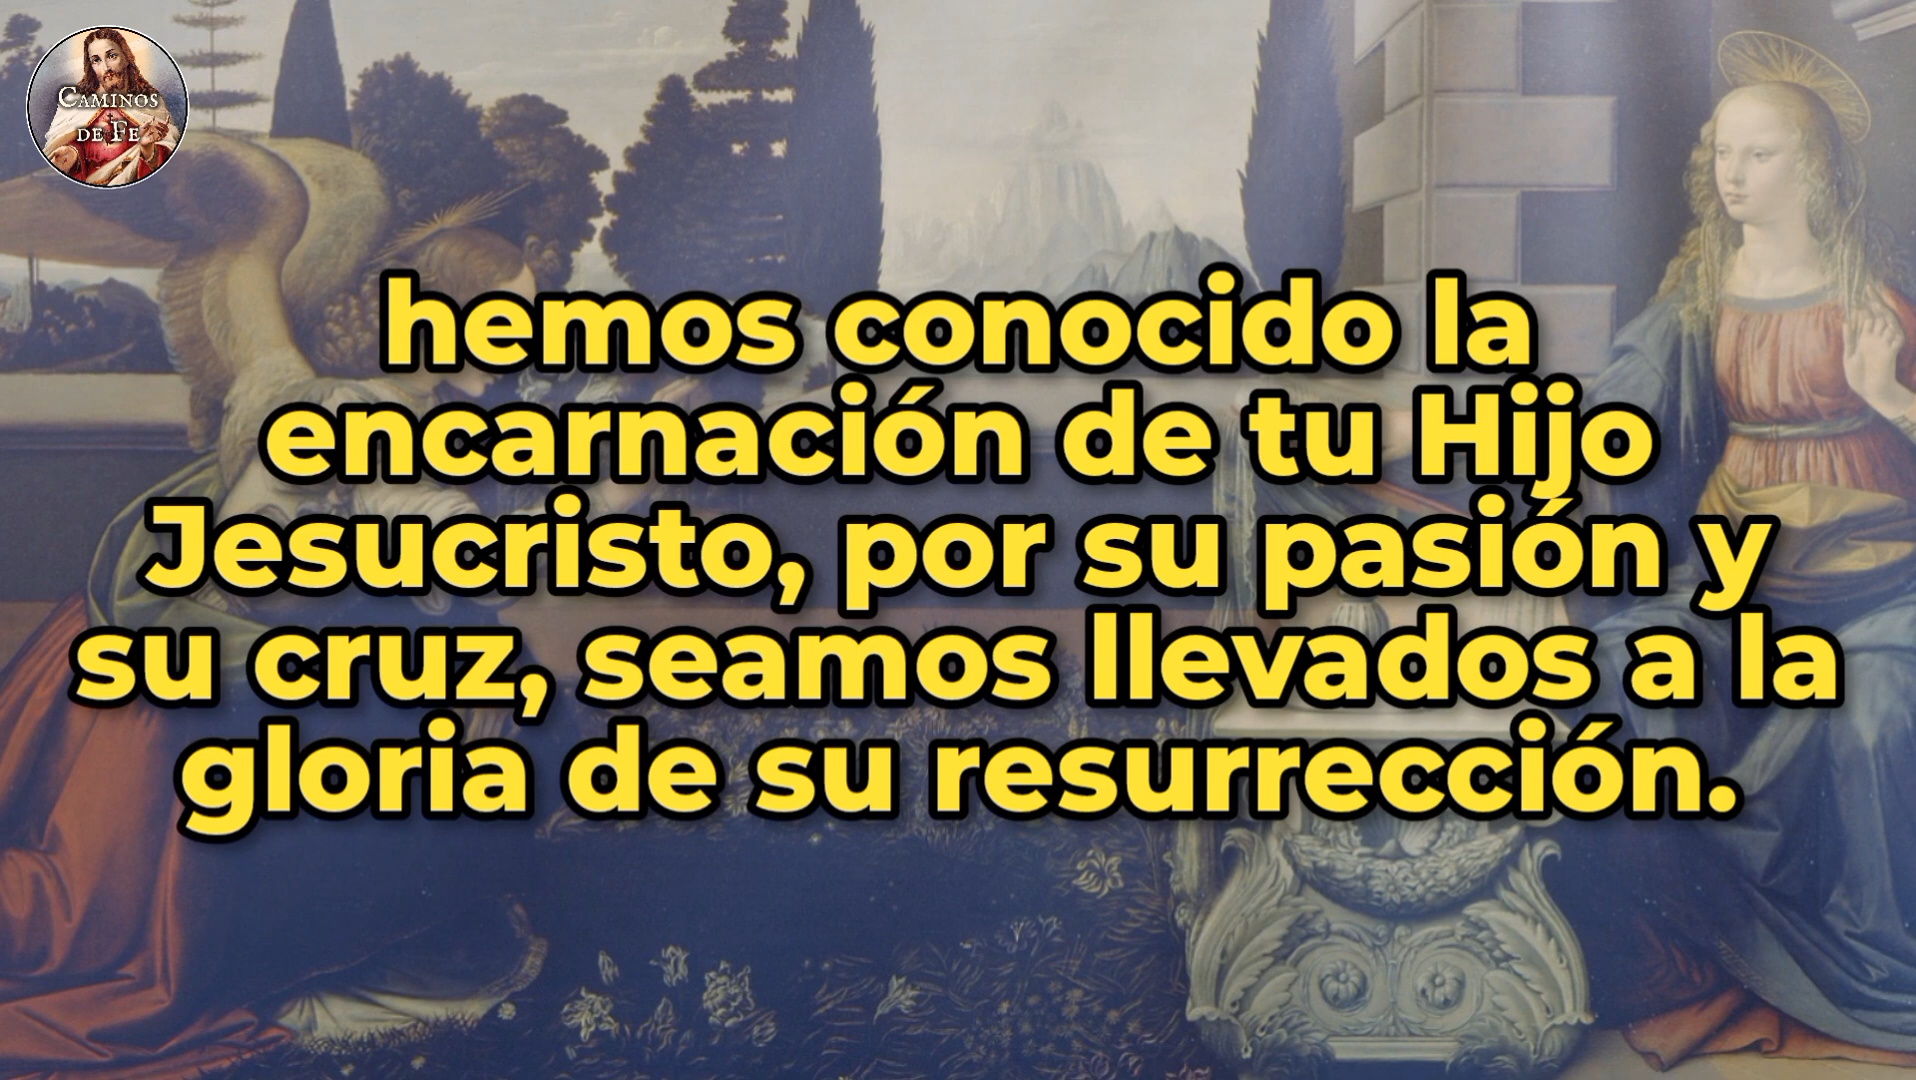 CAMINOS
DE FE
hemos conocido la
encarnación de tu Hijo
Jesucristo, por su pasión y
su cruz, seamos llevados a la
gloria de su resurrección.